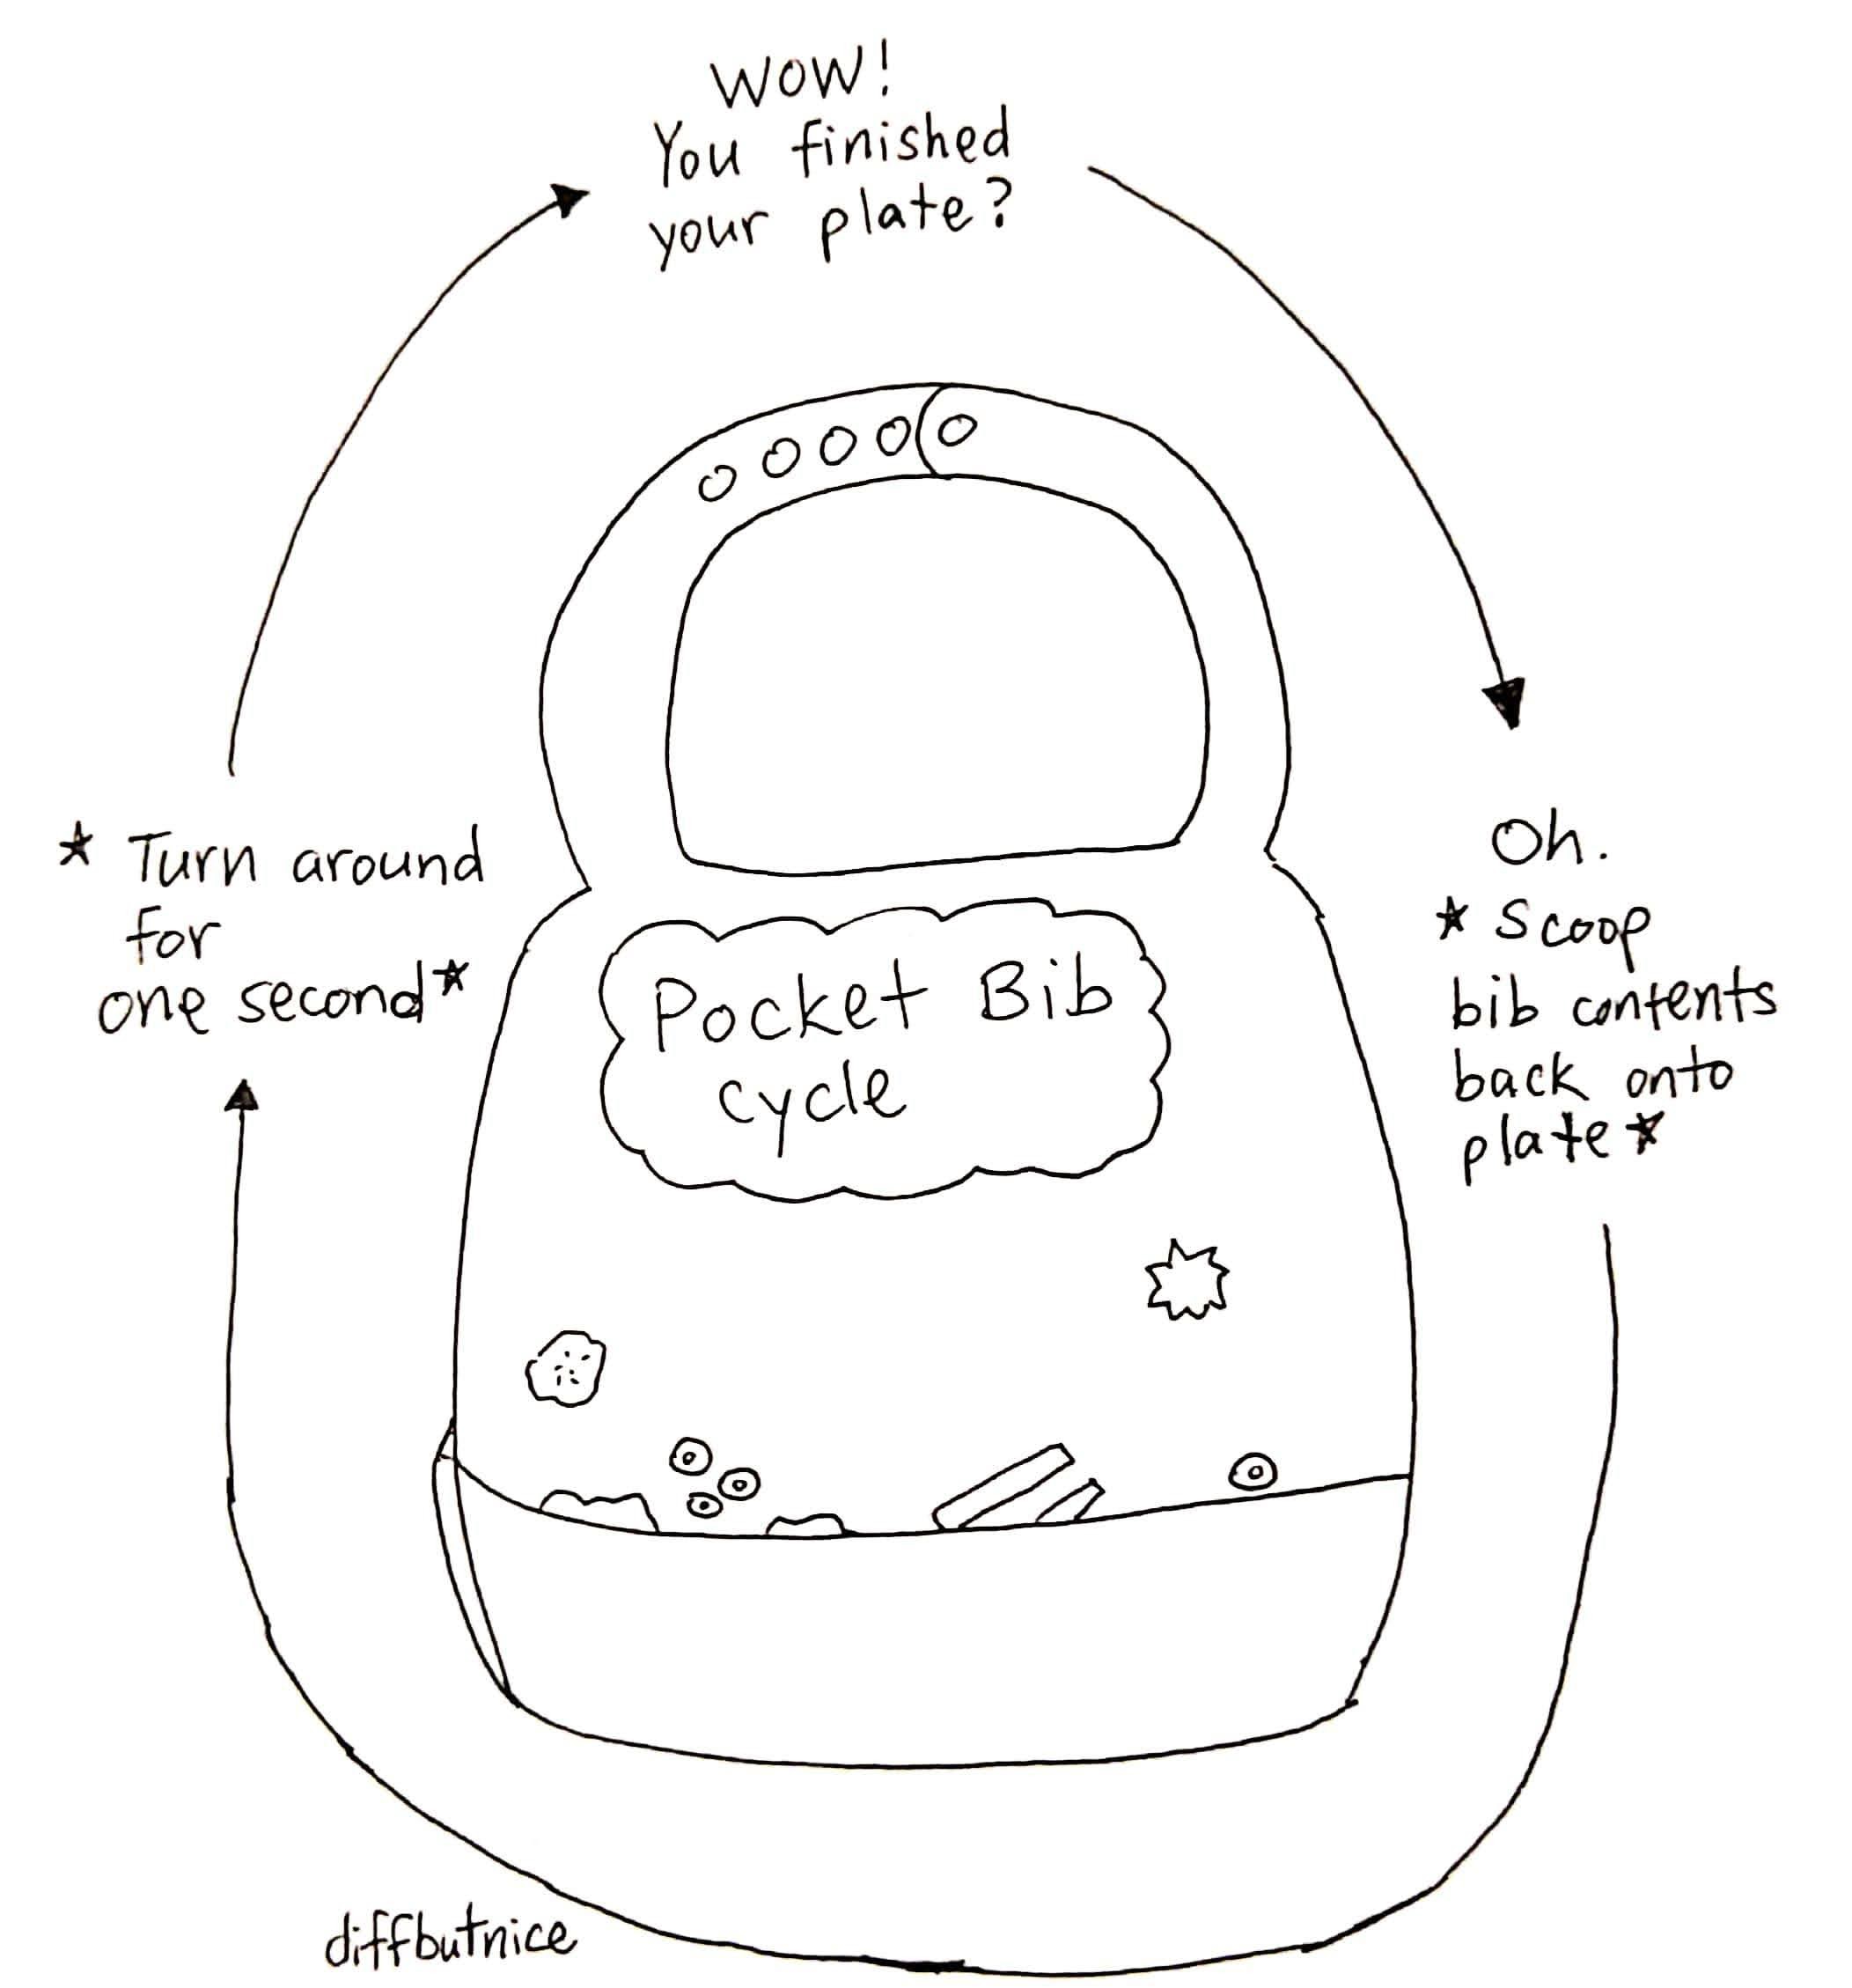 WOW!
You finished
your plate?
Oh.
* Scoop
bib contents
back onto
plate *
* Turn around
for
one second *
Pocket Bib
cycle
diffbutnice